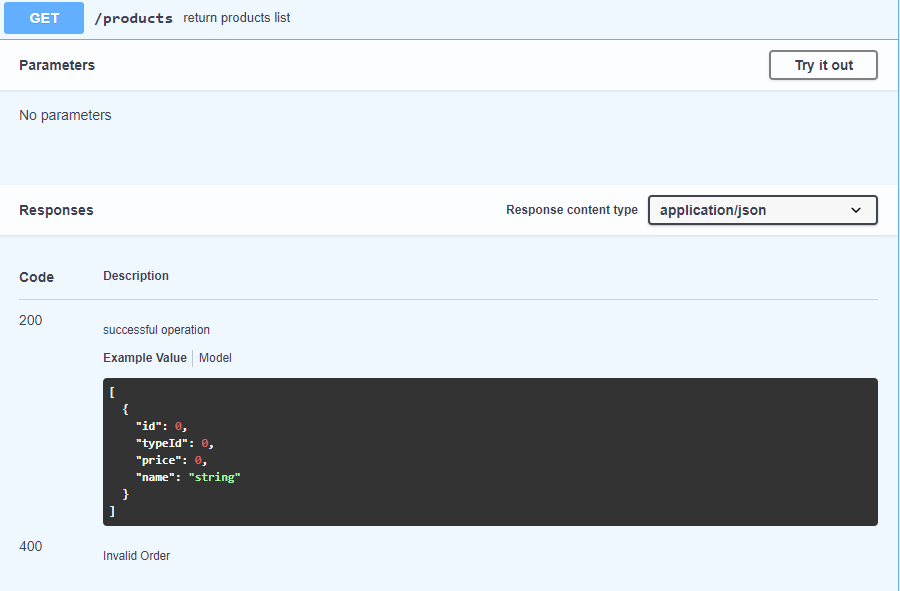 GET /products return products list
Parameters Try it out
No parameters
Responses Response content type application/json
Code Description
200
successful operation
Example Value Model
[
  {
    "id": 0,
    "typeId": 0,
    "price": 0,
    "name": "string"
  }
]
400
Invalid Order